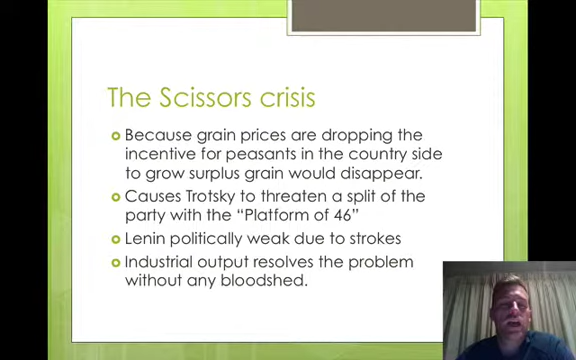 The Scissors crisis
Because grain prices are dropping the
incentive for peasants in the country side
to grow surplus grain would disappear.
Causes Trotsky to threaten a split of the
party with the “Platform of 46”
Lenin politically weak due to strokes
Industrial output resolves the problem
without any bloodshed.